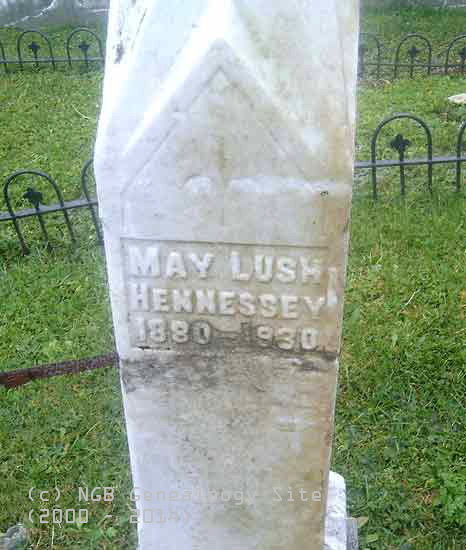 MAY LUSH
HENNESSEY
1880-1930.
(c) NGB Genealogy Site
(2000 - 2014)